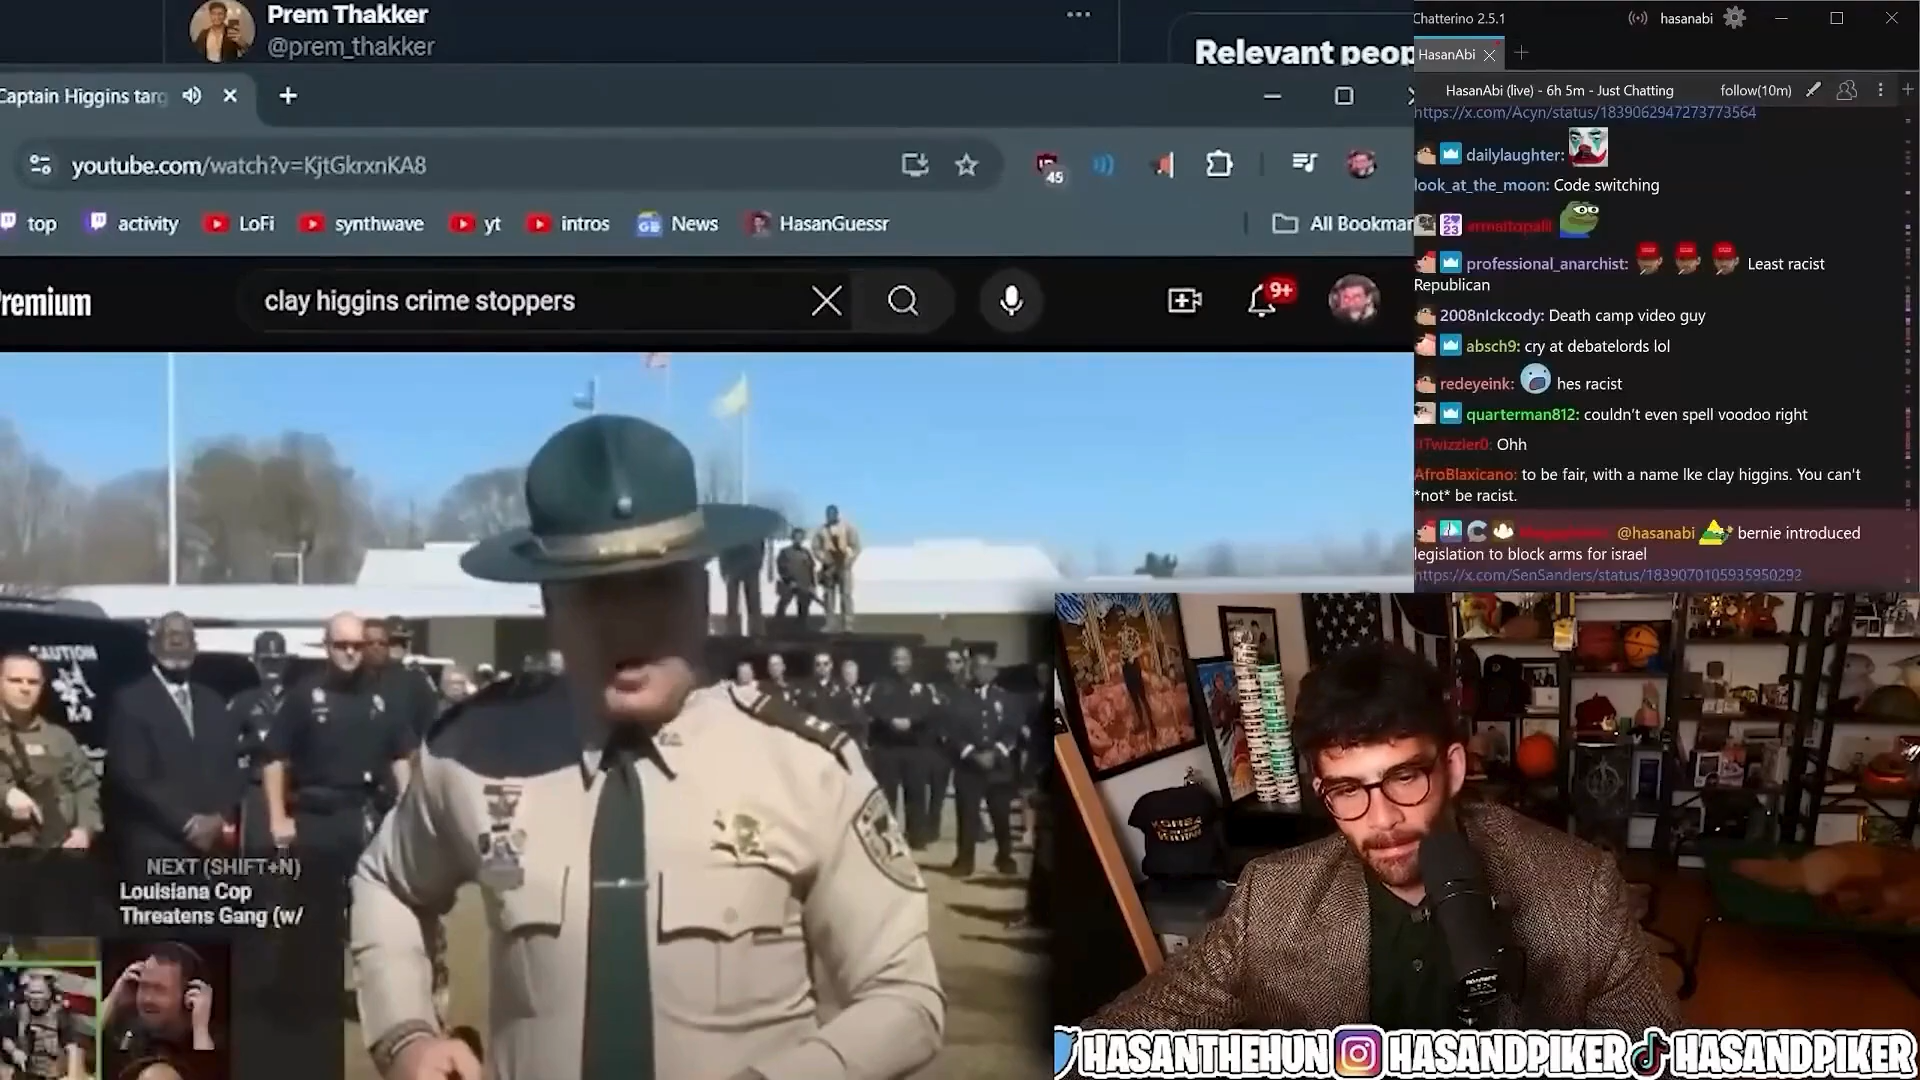 Prem Thakker
@prem_thakker
Relevant peop
Captain Higgins targ
youtube.com/watch?v=KjtGkrxnKA8
45
top
activity
LoFi
synthwave
yt
intros
News
HasanGuessr
All Bookmar
Premium
clay higgins crime stoppers
9+
CAUTION
NEXT (SHIFT+N)
Louisiana Cop
Threatens Gang (w/
Chatterino 2.5.1
hasanabi
HasanAbi
HasanAbi (live) - 6h 5m - Just Chatting
follow(10m)
https://x.com/Acyn/status/1839062947273773564
dailylaughter:
look_at_the_moon: Code switching
professional_anarchist: Least racist
Republican
2008nIckcody: Death camp video guy
absch9: cry at debatelords lol
redeyeink: hes racist
quarterman812: couldn't even spell voodoo right
Ohh
AfroBlaxicano: to be fair, with a name lke clay higgins. You can't
*not* be racist.
@hasanabi bernie introduced
legislation to block arms for israel
https://x.com/SenSanders/status/1839070105935950292
HASANTHEHUN
HASANDPIKER
HASANDPIKER